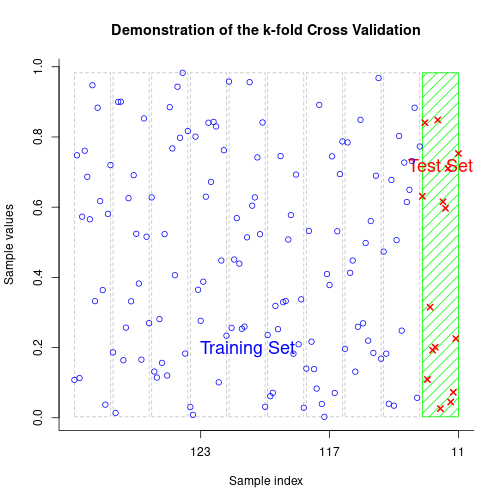 Demonstration of the k-fold Cross Validation
Sample values
1.0
0.8
0.6
0.4
0.2
0.0
Test Set
Training Set
123
117
11
Sample index